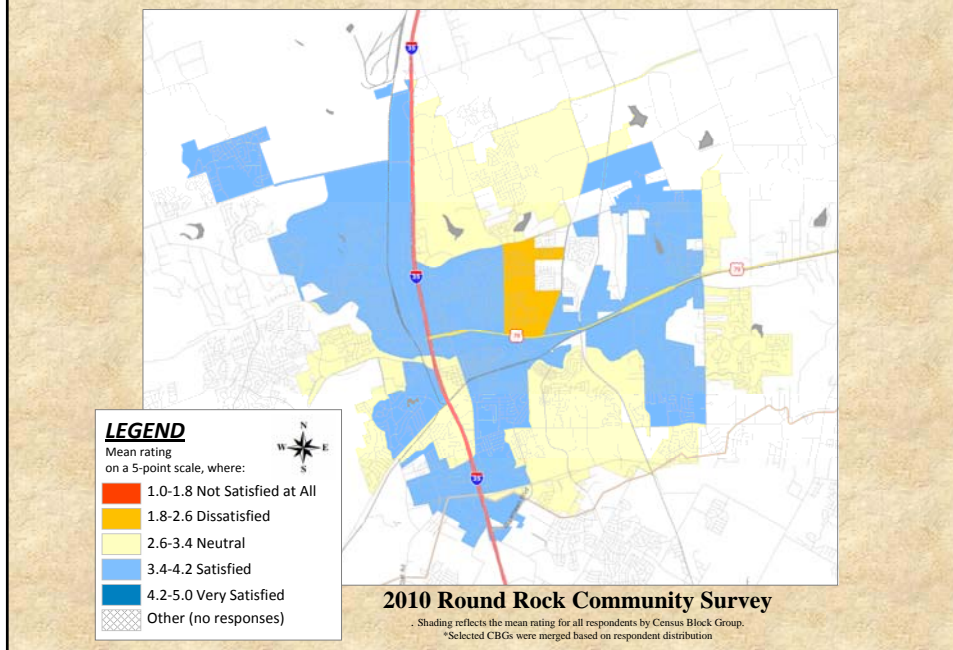 35
35
79
79
35
LEGEND
Mean rating
on a 5-point scale, where:
N
W E
S
1.0-1.8 Not Satisfied at All
1.8-2.6 Dissatisfied
2.6-3.4 Neutral
3.4-4.2 Satisfied
4.2-5.0 Very Satisfied
Other (no responses)
2010 Round Rock Community Survey
. Shading reflects the mean rating for all respondents by Census Block Group.
*Selected CBGs were merged based on respondent distribution